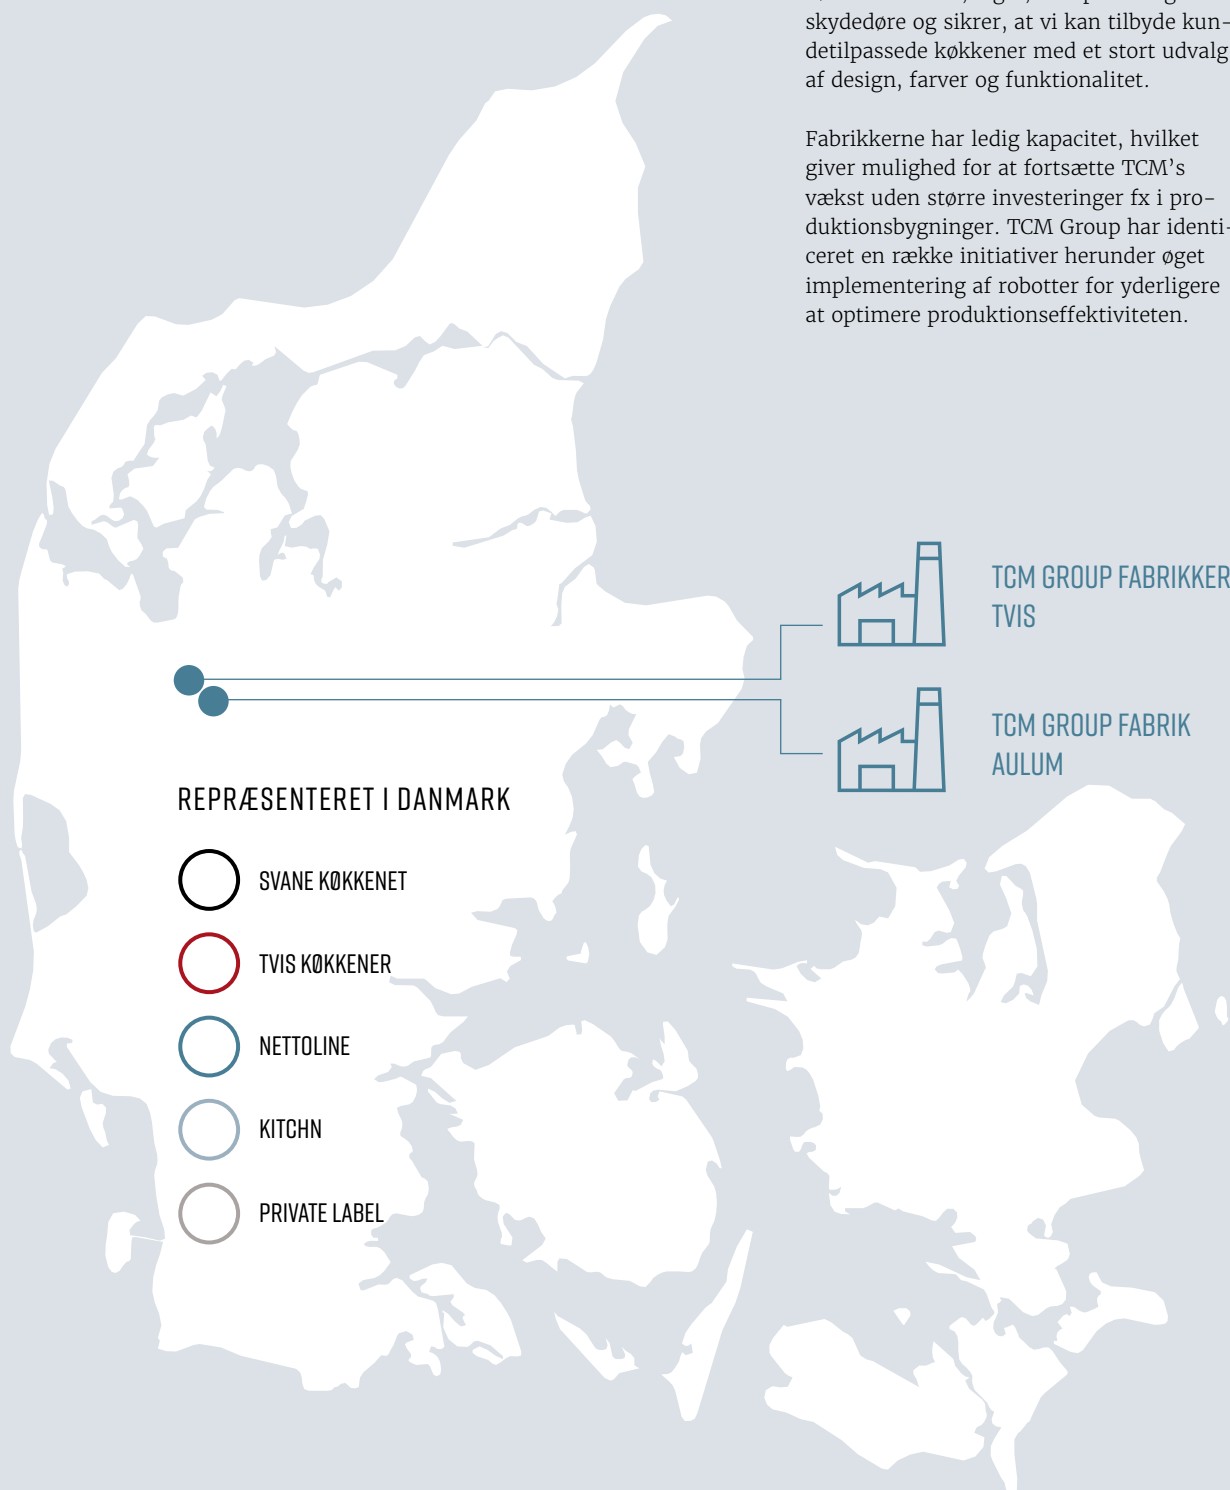 skydedøre og sikrer, at vi kan tilbyde kun-
detilpassede køkkener med et stort udvalg
af design, farver og funktionalitet.
Fabrikkerne har ledig kapacitet, hvilket
giver mulighed for at fortsætte TCM's
vækst uden større investeringer fx i pro-
duktionsbygninger. TCM Group har identi-
ceret en række initiativer herunder øget
implementering af robotter for yderligere
at optimere produktionseffektiviteten.
TCM GROUP FABRIKKER
TVIS
TCM GROUP FABRIK
AULUM
REPRÆSENTERET I DANMARK
SVANE KØKKENET
TVIS KØKKENER
NETTOLINE
KITCHN
PRIVATE LABEL